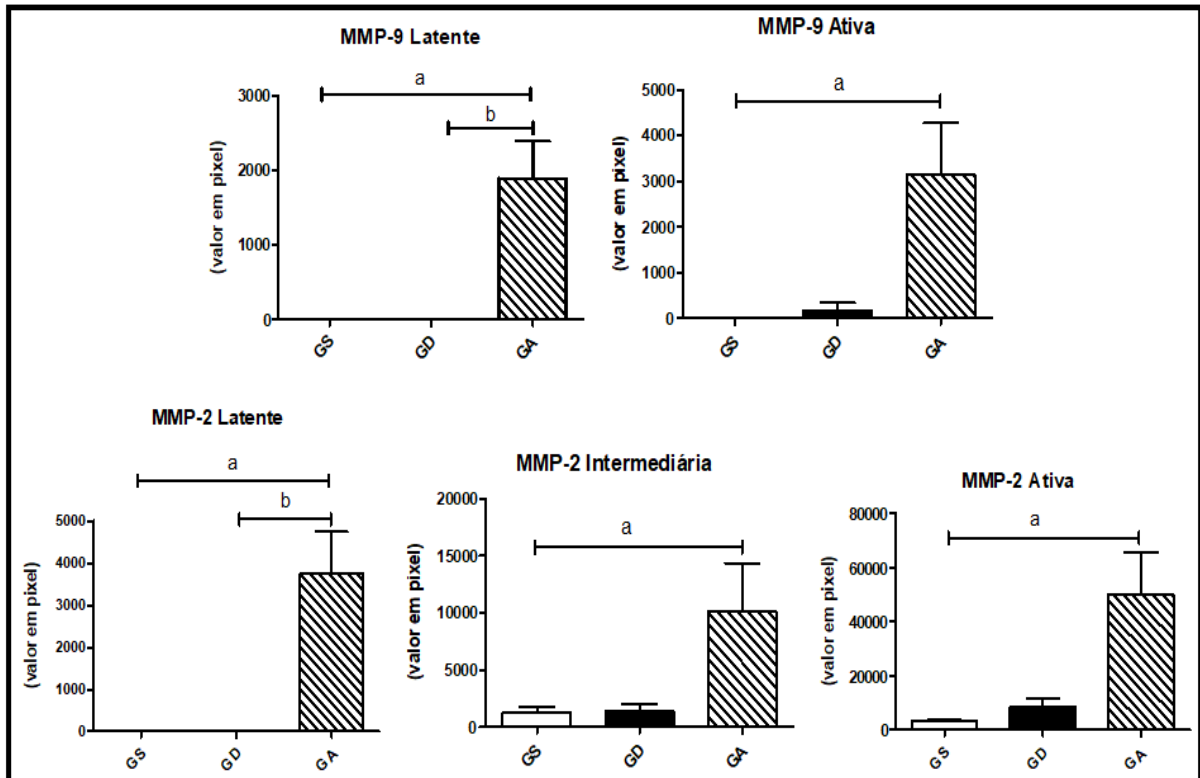 MMP-9 Latente
a
b
3000
2000
1000
0
(valor em pixel)
GS
GD
GA
MMP-9 Ativa
a
5000
4000
3000
2000
1000
0
(valor em pixel)
GS
GD
GA
MMP-2 Latente
a
b
5000
4000
3000
2000
1000
0
(valor em pixel)
GS
GD
GA
MMP-2 Intermediária
a
20000
15000
10000
5000
0
(valor em pixel)
GS
GD
GA
MMP-2 Ativa
a
80000
60000
40000
20000
0
(valor em pixel)
GS
GD
GA